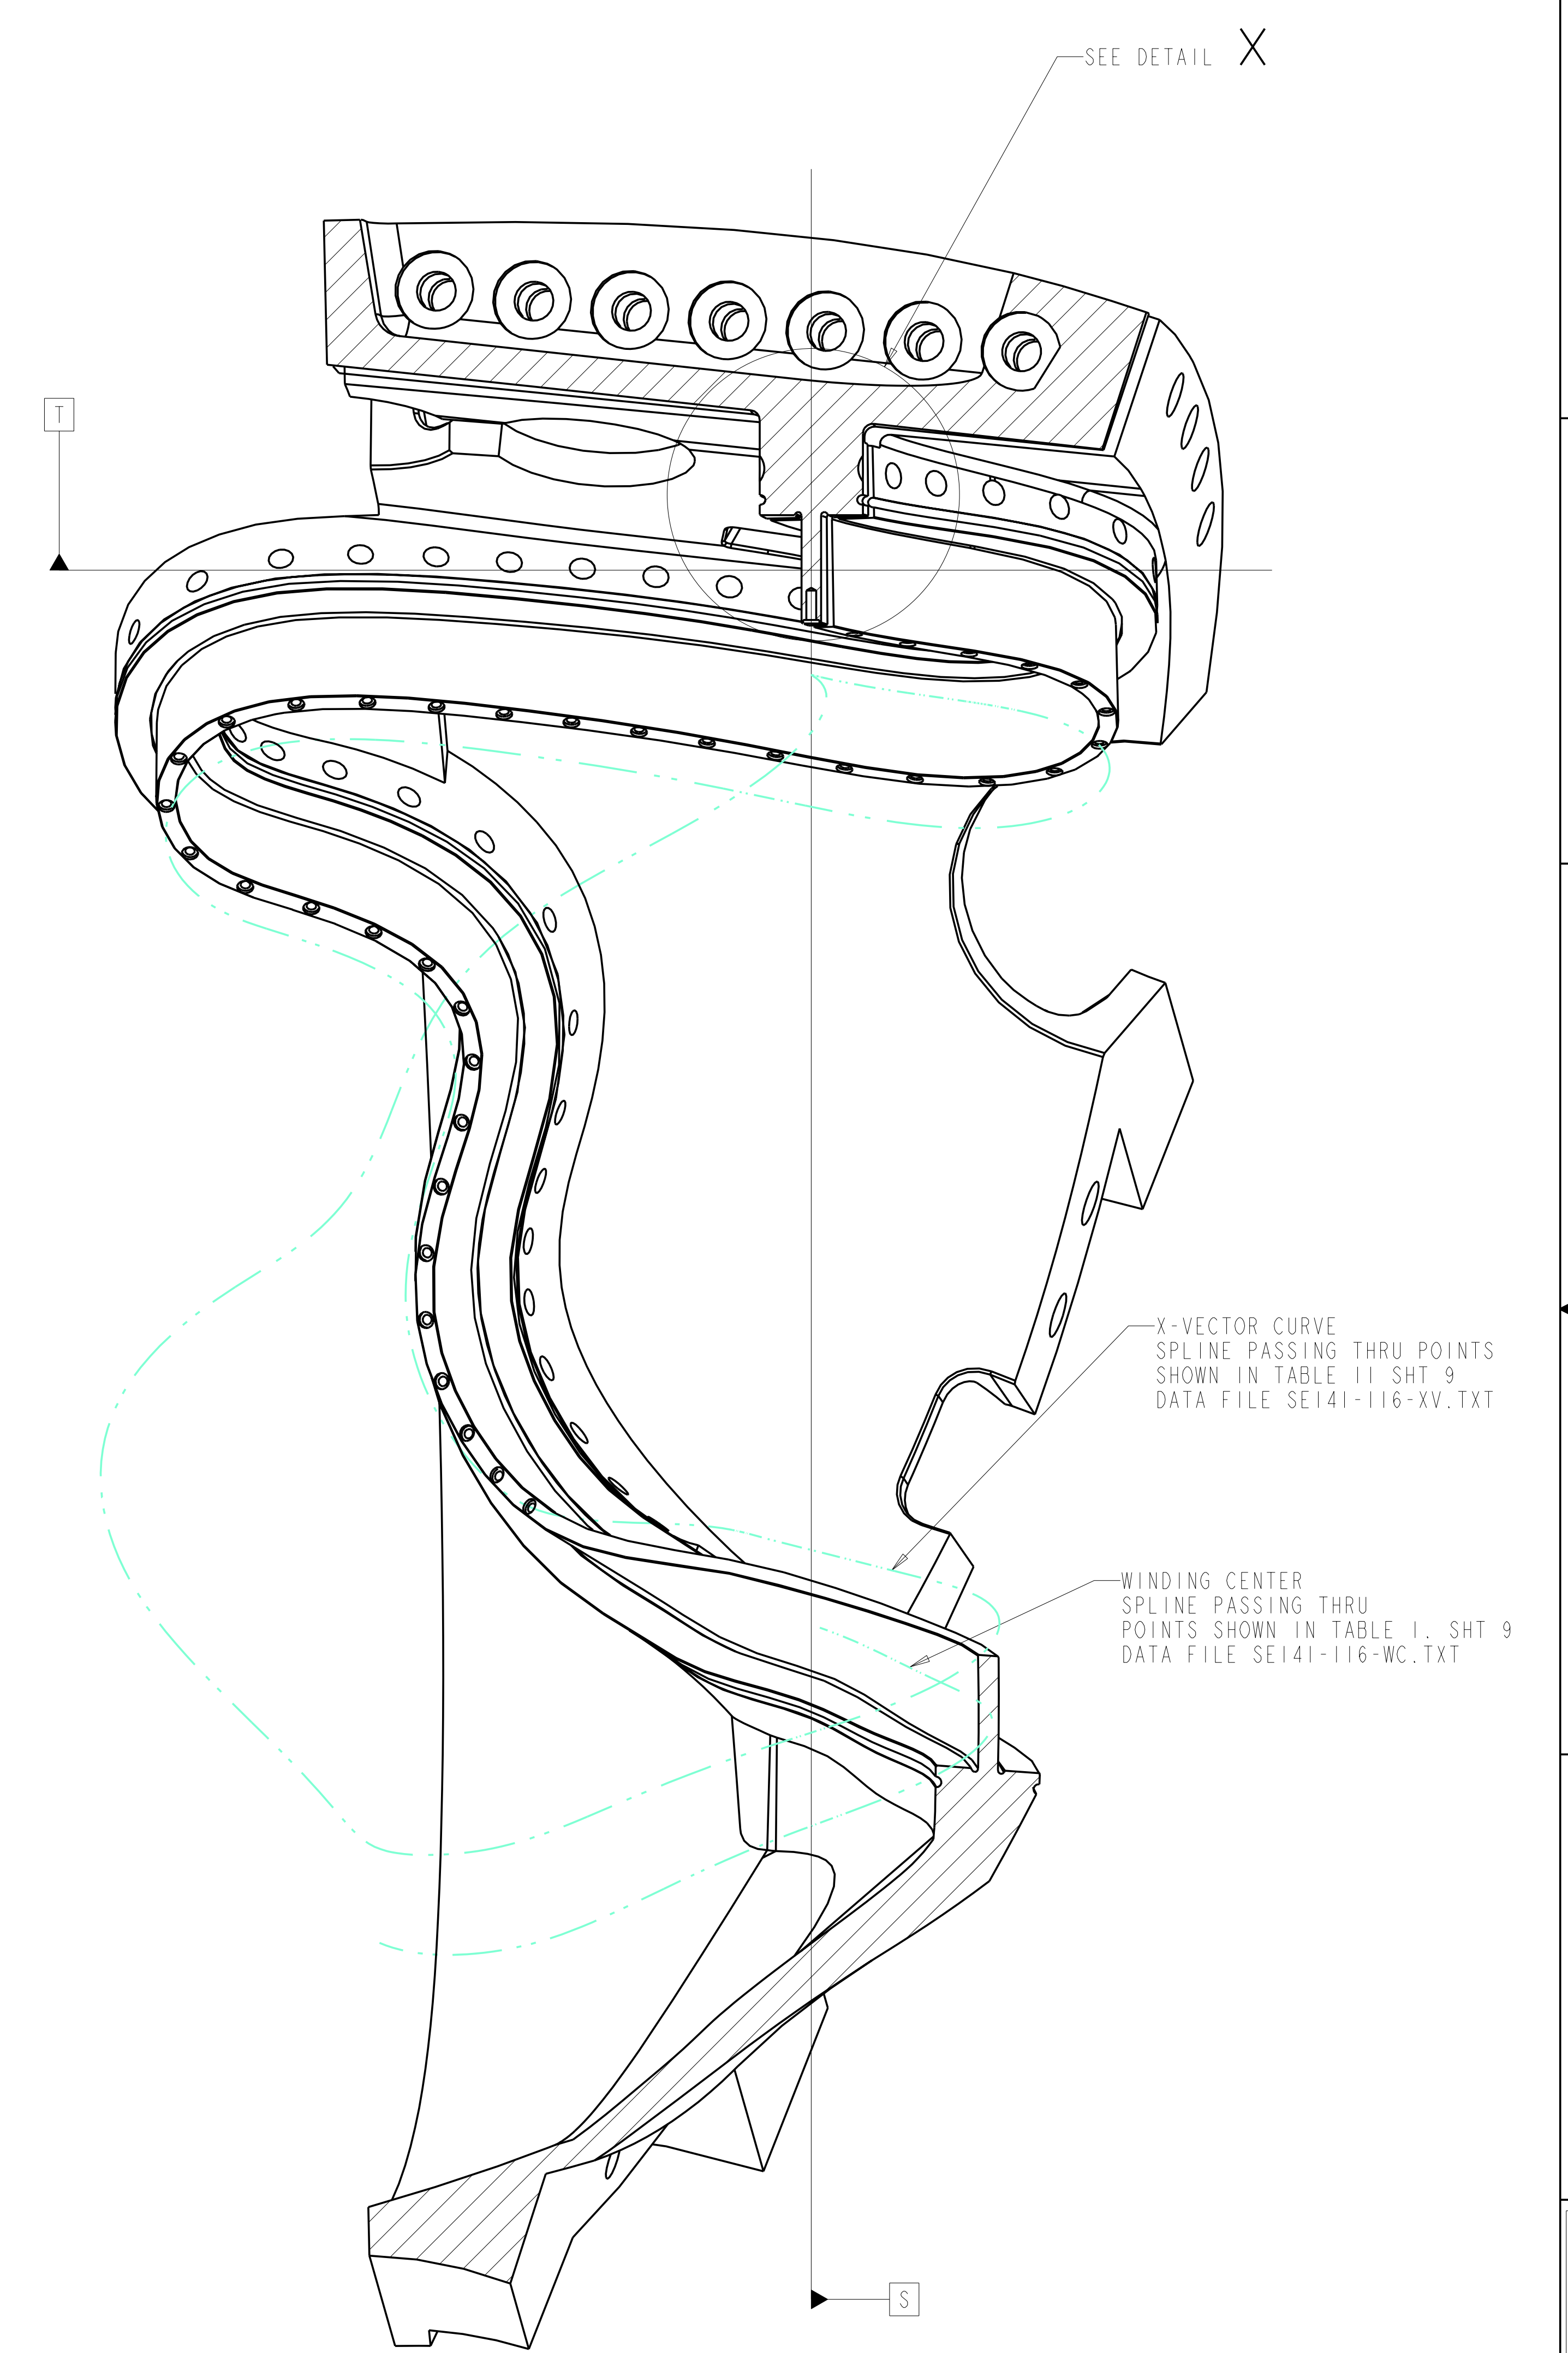 SEE DETAIL X
T
X-VECTOR CURVE
SPLINE PASSING THRU POINTS
SHOWN IN TABLE II SHT 9
DATA FILE SE141-116-XV.TXT
WINDING CENTER
SPLINE PASSING THRU
POINTS SHOWN IN TABLE I. SHT 9
DATA FILE SE141-116-WC.TXT
S